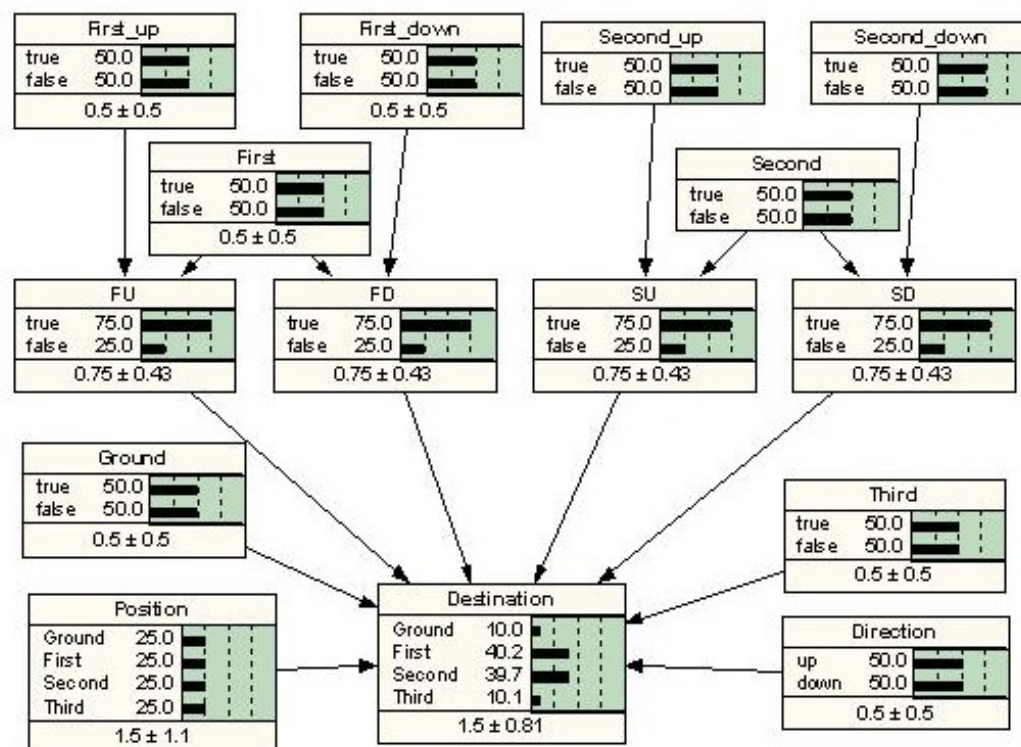 First_up
true 50.0
false 50.0
0.5 ± 0.5
First_down
true 50.0
false 50.0
0.5 ± 0.5
Second_up
true 50.0
false 50.0
Second_down
true 50.0
false 50.0
First
true 50.0
false 50.0
0.5 ± 0.5
Second
true 50.0
false 50.0
FU
true 75.0
false 25.0
0.75 ± 0.43
FD
true 75.0
false 25.0
0.75 ± 0.43
SU
true 75.0
false 25.0
0.75 ± 0.43
SD
true 75.0
false 25.0
0.75 ± 0.43
Ground
true 50.0
false 50.0
0.5 ± 0.5
Third
true 50.0
false 50.0
0.5 ± 0.5
Position
Ground 25.0
First 25.0
Second 25.0
Third 25.0
1.5 ± 1.1
Destination
Ground 10.0
First 40.2
Second 39.7
Third 10.1
1.5 ± 0.81
Direction
up 50.0
down 50.0
0.5 ± 0.5